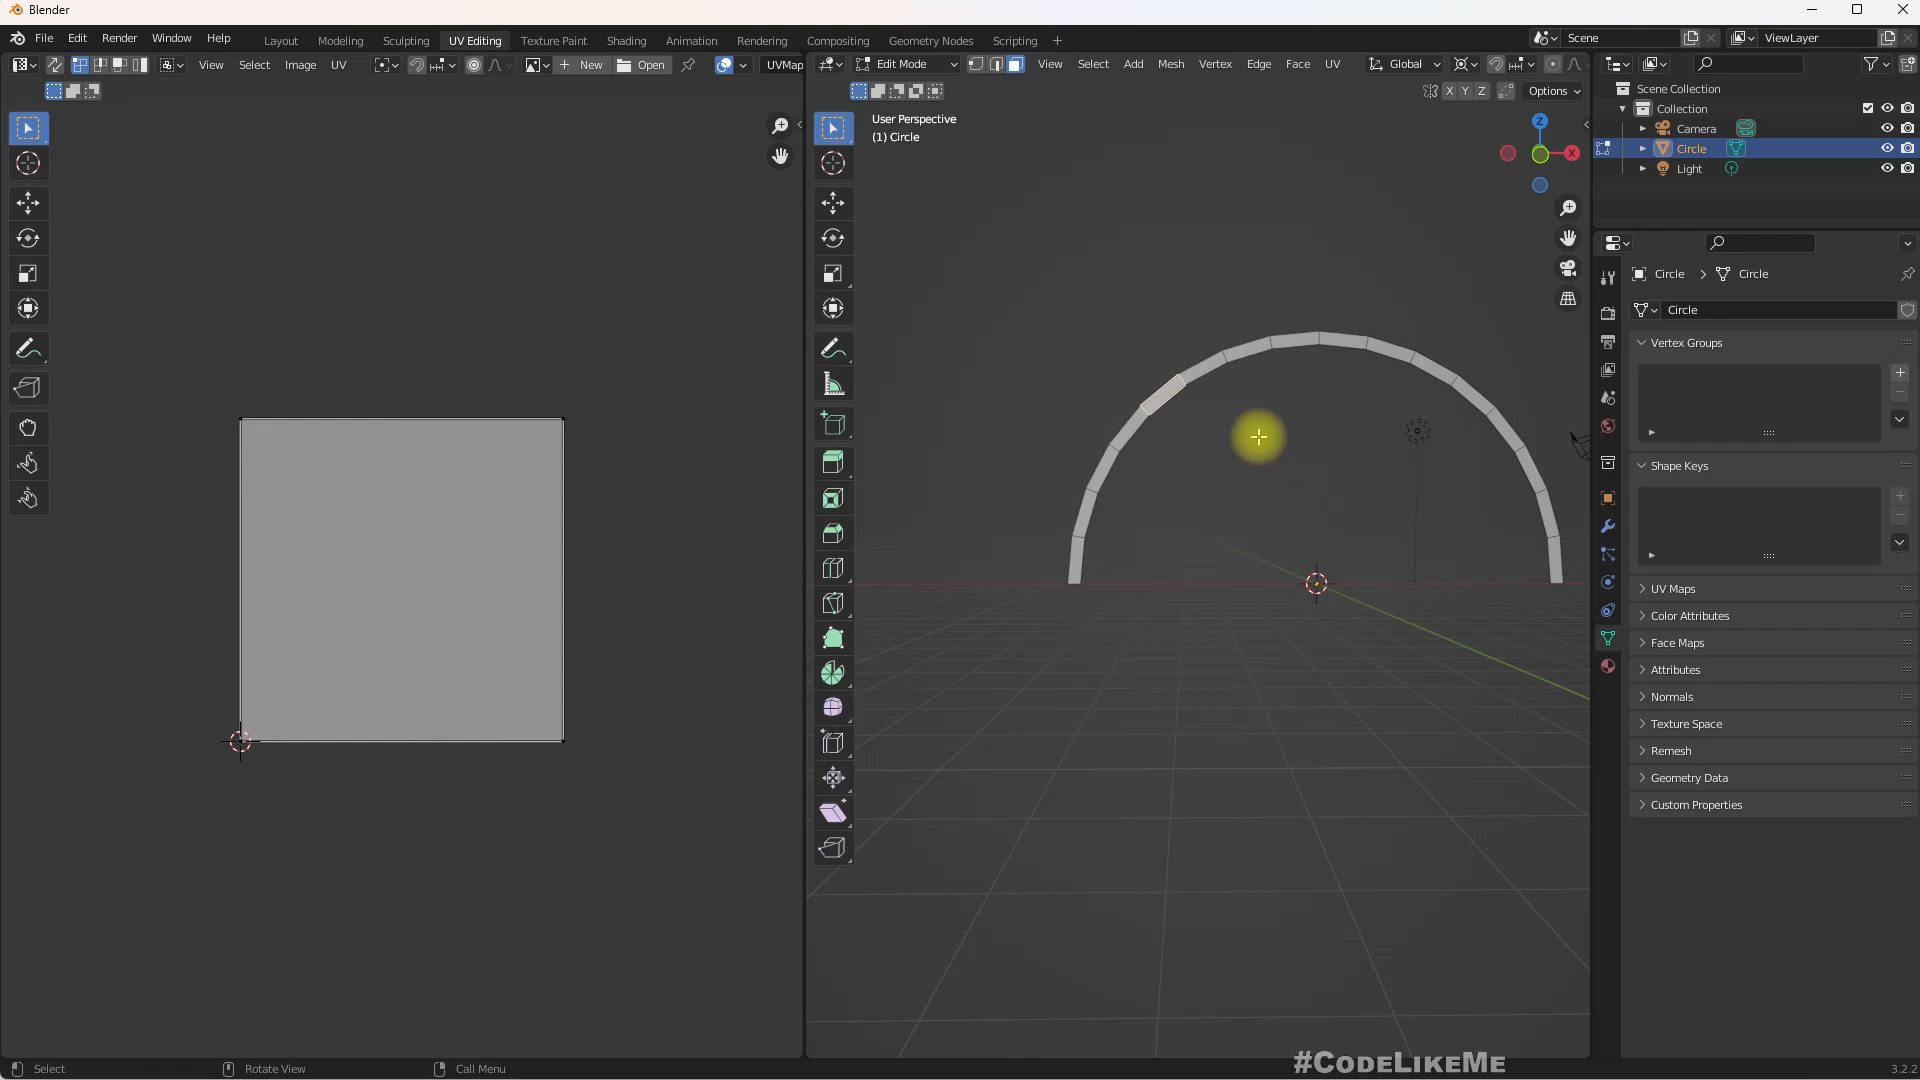 Blender
File Edit Render Window Help
Layout Modeling Sculpting UV Editing Texture Paint Shading Animation Rendering Compositing Geometry Nodes Scripting +
Scene
ViewLayer
View Select Image UV
+ New
Open
UVMap
Edit Mode
View Select Add Mesh Vertex Edge Face UV
Global
X Y Z
Options
User Perspective
(1) Circle
Z
X
Scene Collection
Collection
Camera
Circle
Light
Circle > Circle
Circle
Vertex Groups
Shape Keys
UV Maps
Color Attributes
Face Maps
Attributes
Normals
Texture Space
Remesh
Geometry Data
Custom Properties
Select
Rotate View
Call Menu
#CodeLikeMe
3.2.2